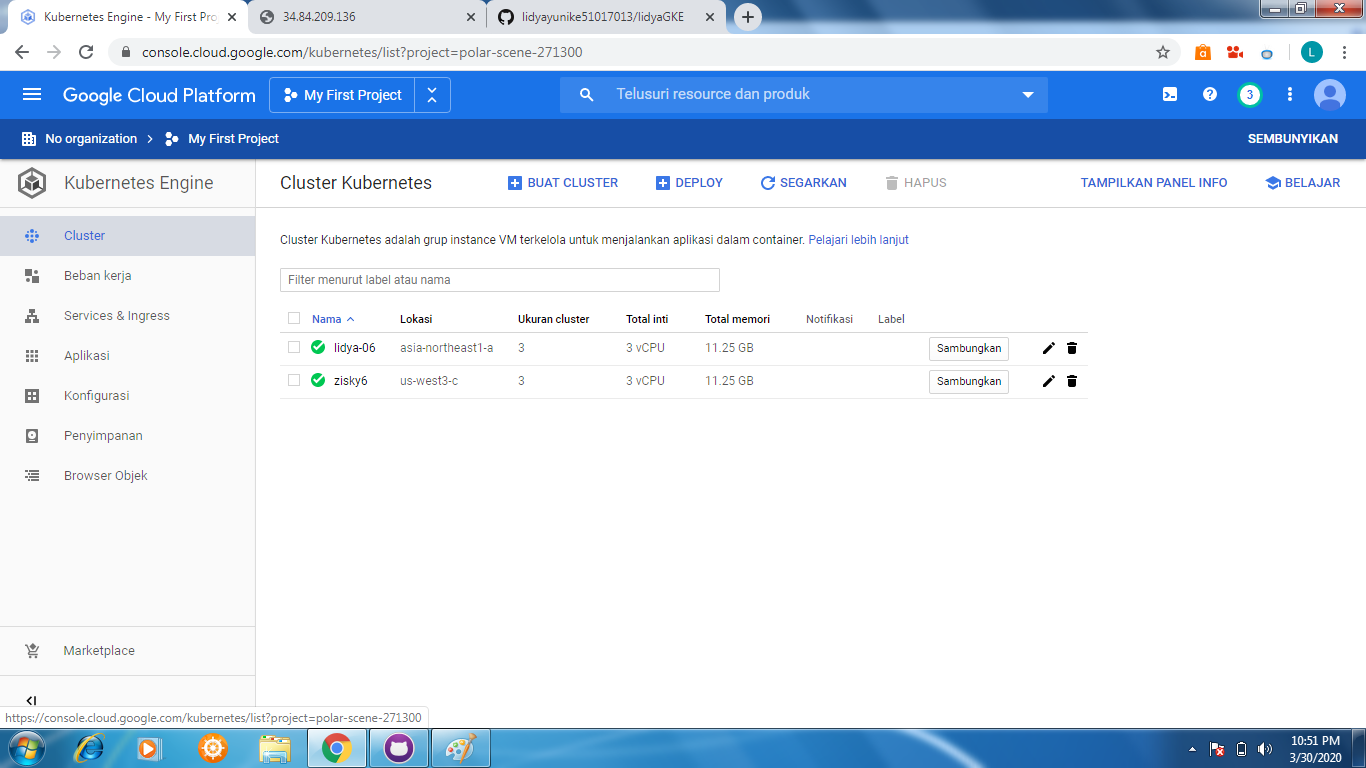 Kubernetes Engine - My First Pro
34.84.209.136
lidyayunike51017013/lidyaGKE
console.cloud.google.com/kubernetes/list?project=polar-scene-271300
L
Google Cloud Platform
My First Project
Telusuri resource dan produk
3
No organization
My First Project
SEMBUNYIKAN
Kubernetes Engine
Cluster Kubernetes
BUAT CLUSTER
DEPLOY
SEGARKAN
HAPUS
TAMPILKAN PANEL INFO
BELAJAR
Cluster
Beban kerja
Services & Ingress
Aplikasi
Konfigurasi
Penyimpanan
Browser Objek
Marketplace
Cluster Kubernetes adalah grup instance VM terkelola untuk menjalankan aplikasi dalam container. Pelajari lebih lanjut
Filter menurut label atau nama
Nama Lokasi Ukuran cluster Total inti Total memori Notifikasi Label
lidya-06 asia-northeast1-a 3 3 vCPU 11.25 GB Sambungkan
zisky6 us-west3-c 3 3 vCPU 11.25 GB Sambungkan
https://console.cloud.google.com/kubernetes/list?project=polar-scene-271300
10:51 PM
3/30/2020